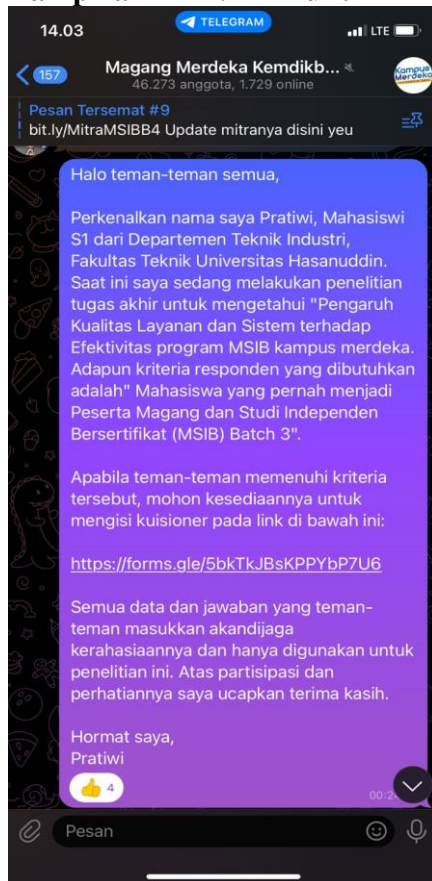 14.03
TELEGRAM
LTE
157
Magang Merdeka Kemdikb...
46.273 anggota, 1.729 online
Kampus
Merdeka
Pesan Tersemat #9
bit.ly/MitraMSIBB4 Update mitranya disini yeu
Halo teman-teman semua,
Perkenalkan nama saya Pratiwi, Mahasiswi
S1 dari Departemen Teknik Industri,
Fakultas Teknik Universitas Hasanuddin.
Saat ini saya sedang melakukan penelitian
tugas akhir untuk mengetahui "Pengaruh
Kualitas Layanan dan Sistem terhadap
Efektivitas program MSIB kampus merdeka.
Adapun kriteria responden yang dibutuhkan
adalah" Mahasiswa yang pernah menjadi
Peserta Magang dan Studi Independen
Bersertifikat (MSIB) Batch 3".
Apabila teman-teman memenuhi kriteria
tersebut, mohon kesediaannya untuk
mengisi kuisioner pada link di bawah ini:
https://forms.gle/5bkTkJBsKPPYbP7U6
Semua data dan jawaban yang teman-
teman masukkan akandijaga
kerahasiaannya dan hanya digunakan untuk
penelitian ini. Atas partisipasi dan
perhatiannya saya ucapkan terima kasih.
Hormat saya,
Pratiwi
4
Pesan